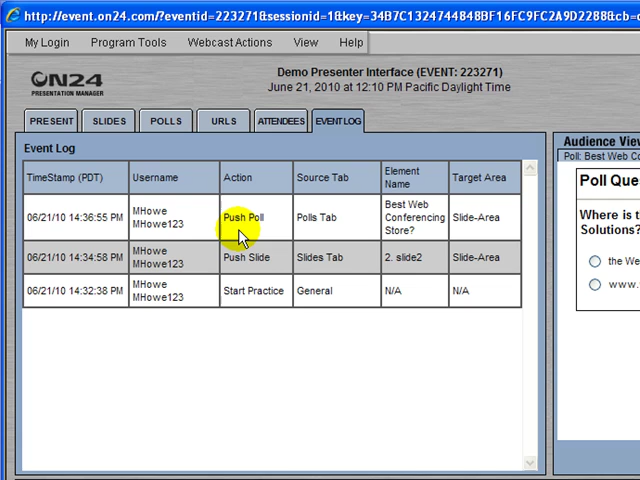 http://event.on24.com/?eventid=223271&sessionid=1&key=34B7C1324744848BF16FC9FC2A9D2288&cb=
My Login Program Tools Webcast Actions View Help
ON24
PRESENTATION MANAGER
Demo Presenter Interface (EVENT: 223271)
June 21, 2010 at 12:10 PM Pacific Daylight Time
PRESENT SLIDES POLLS URLS ATTENDEES EVENT LOG
Event Log
TimeStamp (PDT) Username Action Source Tab Element Name Target Area
06/21/10 14:36:55 PM MHowe MHowe123 Push Poll Polls Tab Best Web Conferencing Store? Slide-Area
06/21/10 14:34:58 PM MHowe MHowe123 Push Slide Slides Tab 2. slide2 Slide-Area
06/21/10 14:32:38 PM MHowe MHowe123 Start Practice General N/A N/A
Audience View
Poll: Best Web Co
Poll Que
Where is t
Solutions?
the We
www.